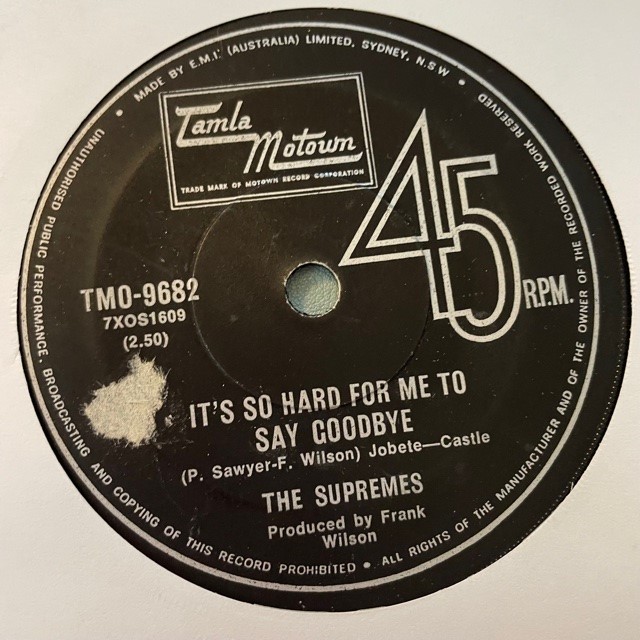 • MADE BY E.M.I. (AUSTRALIA) LIMITED, SYDNEY, N.S.W •
Tamla
Motown
TRADE MARK OF MOTOWN RECORD CORPORATION
45
R.P.M.
TMO-9682
7XOS1609
(2.50)
IT'S SO HARD FOR ME TO
SAY GOODBYE
(P. Sawyer-F. Wilson) Jobete—Castle
THE SUPREMES
Produced by Frank
Wilson
UNAUTHORISED PUBLIC PERFORMANCE, BROADCASTING AND COPYING OF THIS RECORD PROHIBITED • ALL RIGHTS OF THE MANUFACTURER AND OF THE OWNER OF THE RECORDED WORK RESERVED